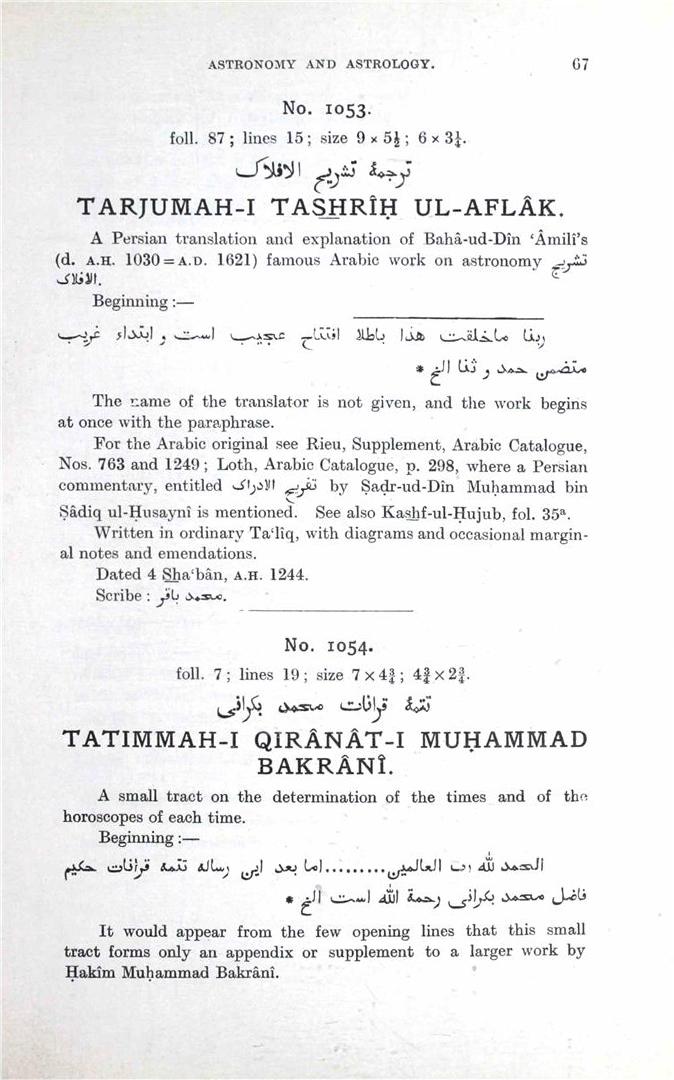 ASTRONOMY AND ASTROLOGY. 67
No. 1053.
foll. 87; lines 15; size 9 × 5½; 6 × 3¼.
ترجمۀ تشریح الافلاک
TARJUMAH-I TASHRÎḤ UL-AFLÂK.
A Persian translation and explanation of Bahâ-ud-Dîn ‘Âmilî’s
(d. A.H. 1030 = A.D. 1621) famous Arabic work on astronomy تشریح
الافلاک.
Beginning :—
ربنا ماخلقت هذا باطلا افتتاح عجیب است و ابتداء غریب
متضمن حمد و ثنا الخ *
The name of the translator is not given, and the work begins
at once with the paraphrase.
For the Arabic original see Rieu, Supplement, Arabic Catalogue,
Nos. 763 and 1249; Loth, Arabic Catalogue, p. 298, where a Persian
commentary, entitled تفریح الادراک by Ṣadr-ud-Dîn Muḥammad bin
Ṣâdiq ul-Ḥusaynî is mentioned. See also Kashf-ul-Ḥujub, fol. 35ª.
Written in ordinary Ta‘lîq, with diagrams and occasional margin-
al notes and emendations.
Dated 4 Sha‘bân, A.H. 1244.
Scribe : محمد باقر.
No. 1054.
foll. 7; lines 19; size 7 × 4¾; 4¾ × 2¾.
تتمۀ قرانات محمد بکرانی
TATIMMAH-I QIRÂNÂT-I MUḤAMMAD
BAKRÂNÎ.
A small tract on the determination of the times and of the
horoscopes of each time.
Beginning :—
الحمد لله رب العالمین.........اما بعد این رساله تتمه قرانات حکیم
فاضل محمد بکرانی رحمة الله است الخ *
It would appear from the few opening lines that this small
tract forms only an appendix or supplement to a larger work by
Ḥakîm Muḥammad Bakrânî.